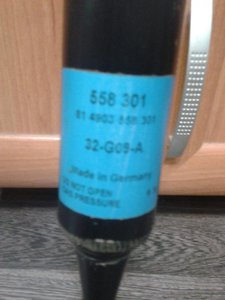 558 301
81 4903 558 301
32-G09-A
Made in Germany
DO NOT OPEN
GAS PRESSURE